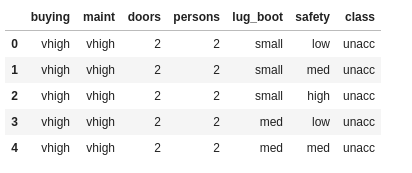 buying maint doors persons lug_boot safety class
0 vhigh vhigh 2 2 small low unacc
1 vhigh vhigh 2 2 small med unacc
2 vhigh vhigh 2 2 small high unacc
3 vhigh vhigh 2 2 med low unacc
4 vhigh vhigh 2 2 med med unacc